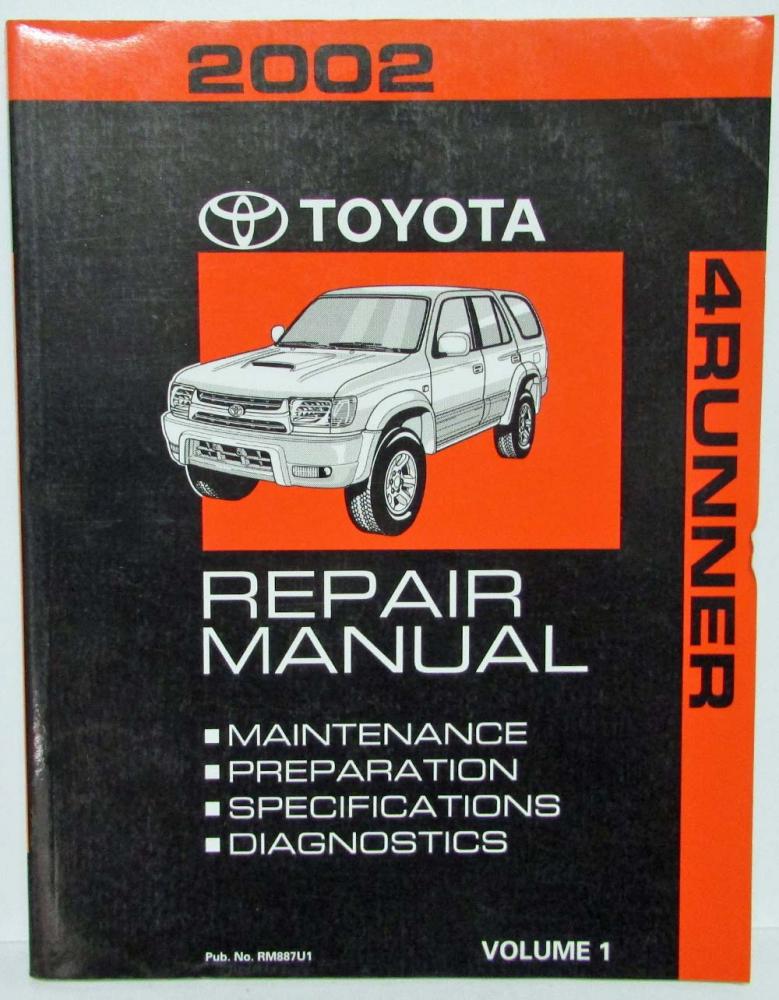 2002
TOYOTA
4RUNNER
REPAIR
MANUAL
▪ MAINTENANCE
▪ PREPARATION
▪ SPECIFICATIONS
▪ DIAGNOSTICS
Pub. No. RM887U1
VOLUME 1